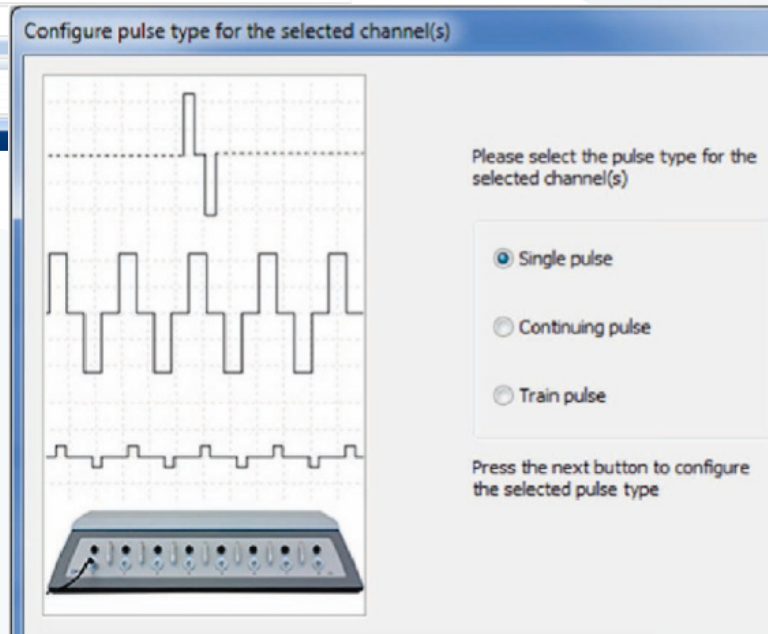 Configure pulse type for the selected channel(s)
Please select the pulse type for the
selected channel(s)
Single pulse
Continuing pulse
Train pulse
Press the next button to configure
the selected pulse type